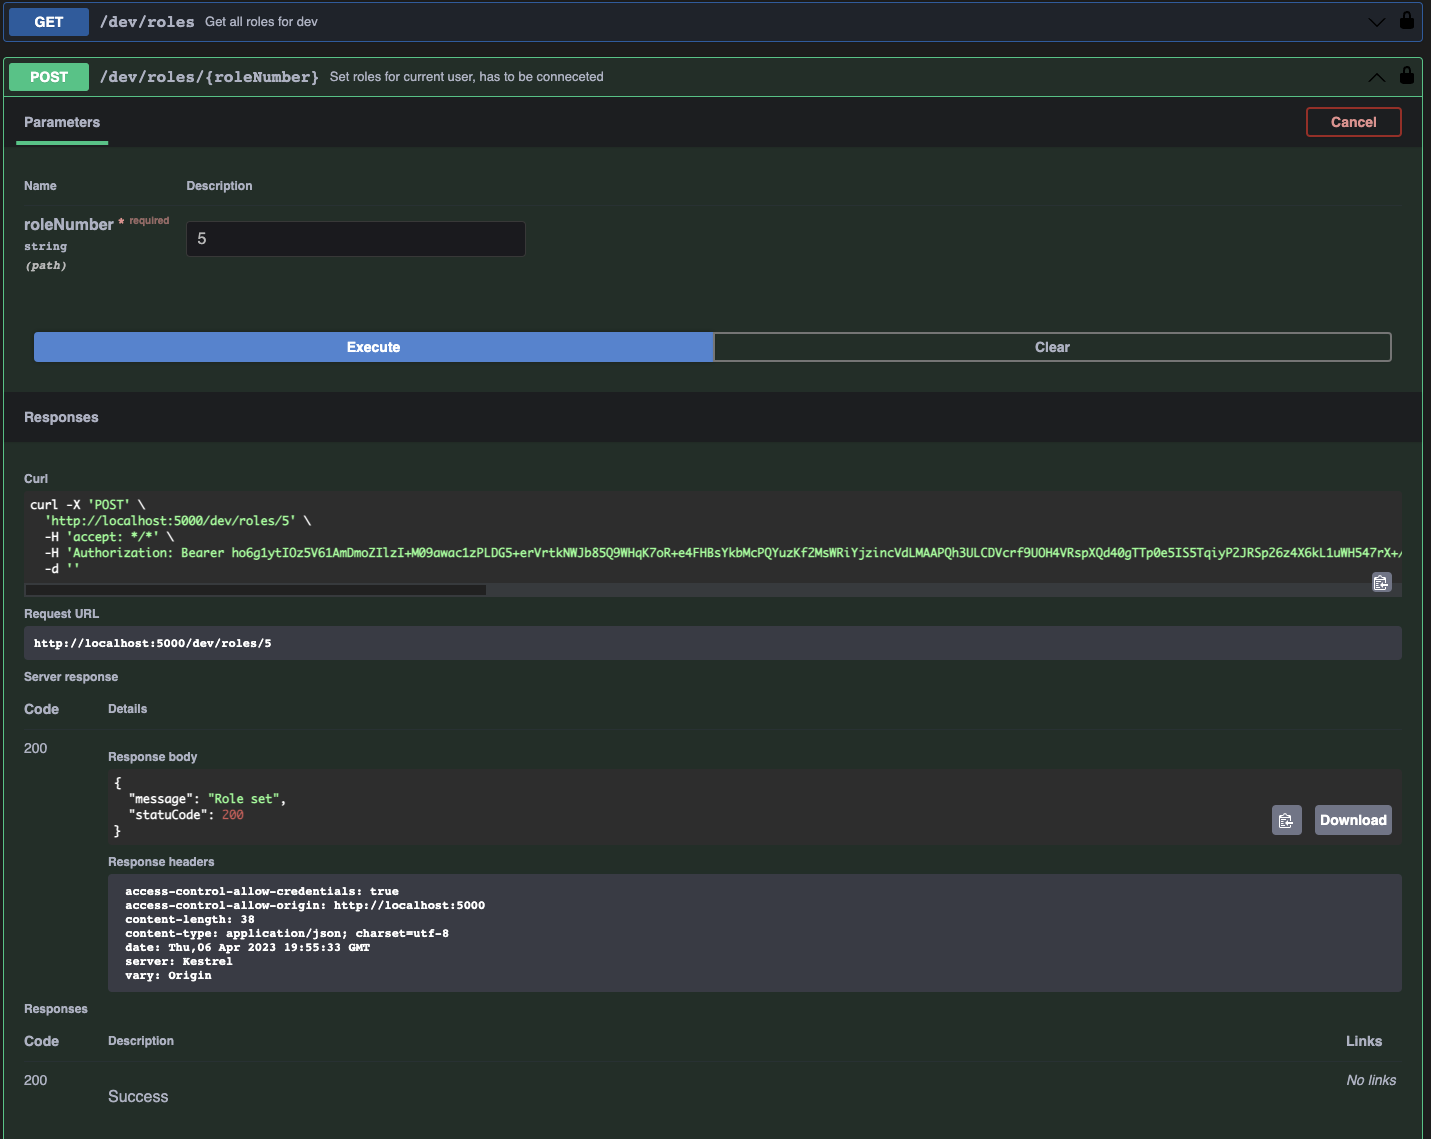 GET /dev/roles Get all roles for dev
POST /dev/roles/{roleNumber} Set roles for current user, has to be conneceted
Parameters Cancel
Name Description
roleNumber * required
string
(path)
5
Execute Clear
Responses
Curl
curl -X 'POST' \
'http://localhost:5000/dev/roles/5' \
-H 'accept: */*' \
-H 'Authorization: Bearer ho6g1ytIOz5V61AmDmoZIlzI+M09awac1zPLDG5+erVrtkNWJb85Q9WHqK7oR+e4FHBsYkbMcPQYuzKf2MsWRiYjzincVdLMAAPQh3ULCDVcrf9UOH4VRspXQd40gTTp0e5IS5TqiyP2JRSp26z4X6kL1uWH547rX+/
-d ''
Request URL
http://localhost:5000/dev/roles/5
Server response
Code Details
200
Response body
{
"message": "Role set",
"statuCode": 200
}
Download
Response headers
access-control-allow-credentials: true
access-control-allow-origin: http://localhost:5000
content-length: 38
content-type: application/json; charset=utf-8
date: Thu,06 Apr 2023 19:55:33 GMT
server: Kestrel
vary: Origin
Responses
Code Description Links
200 No links
Success